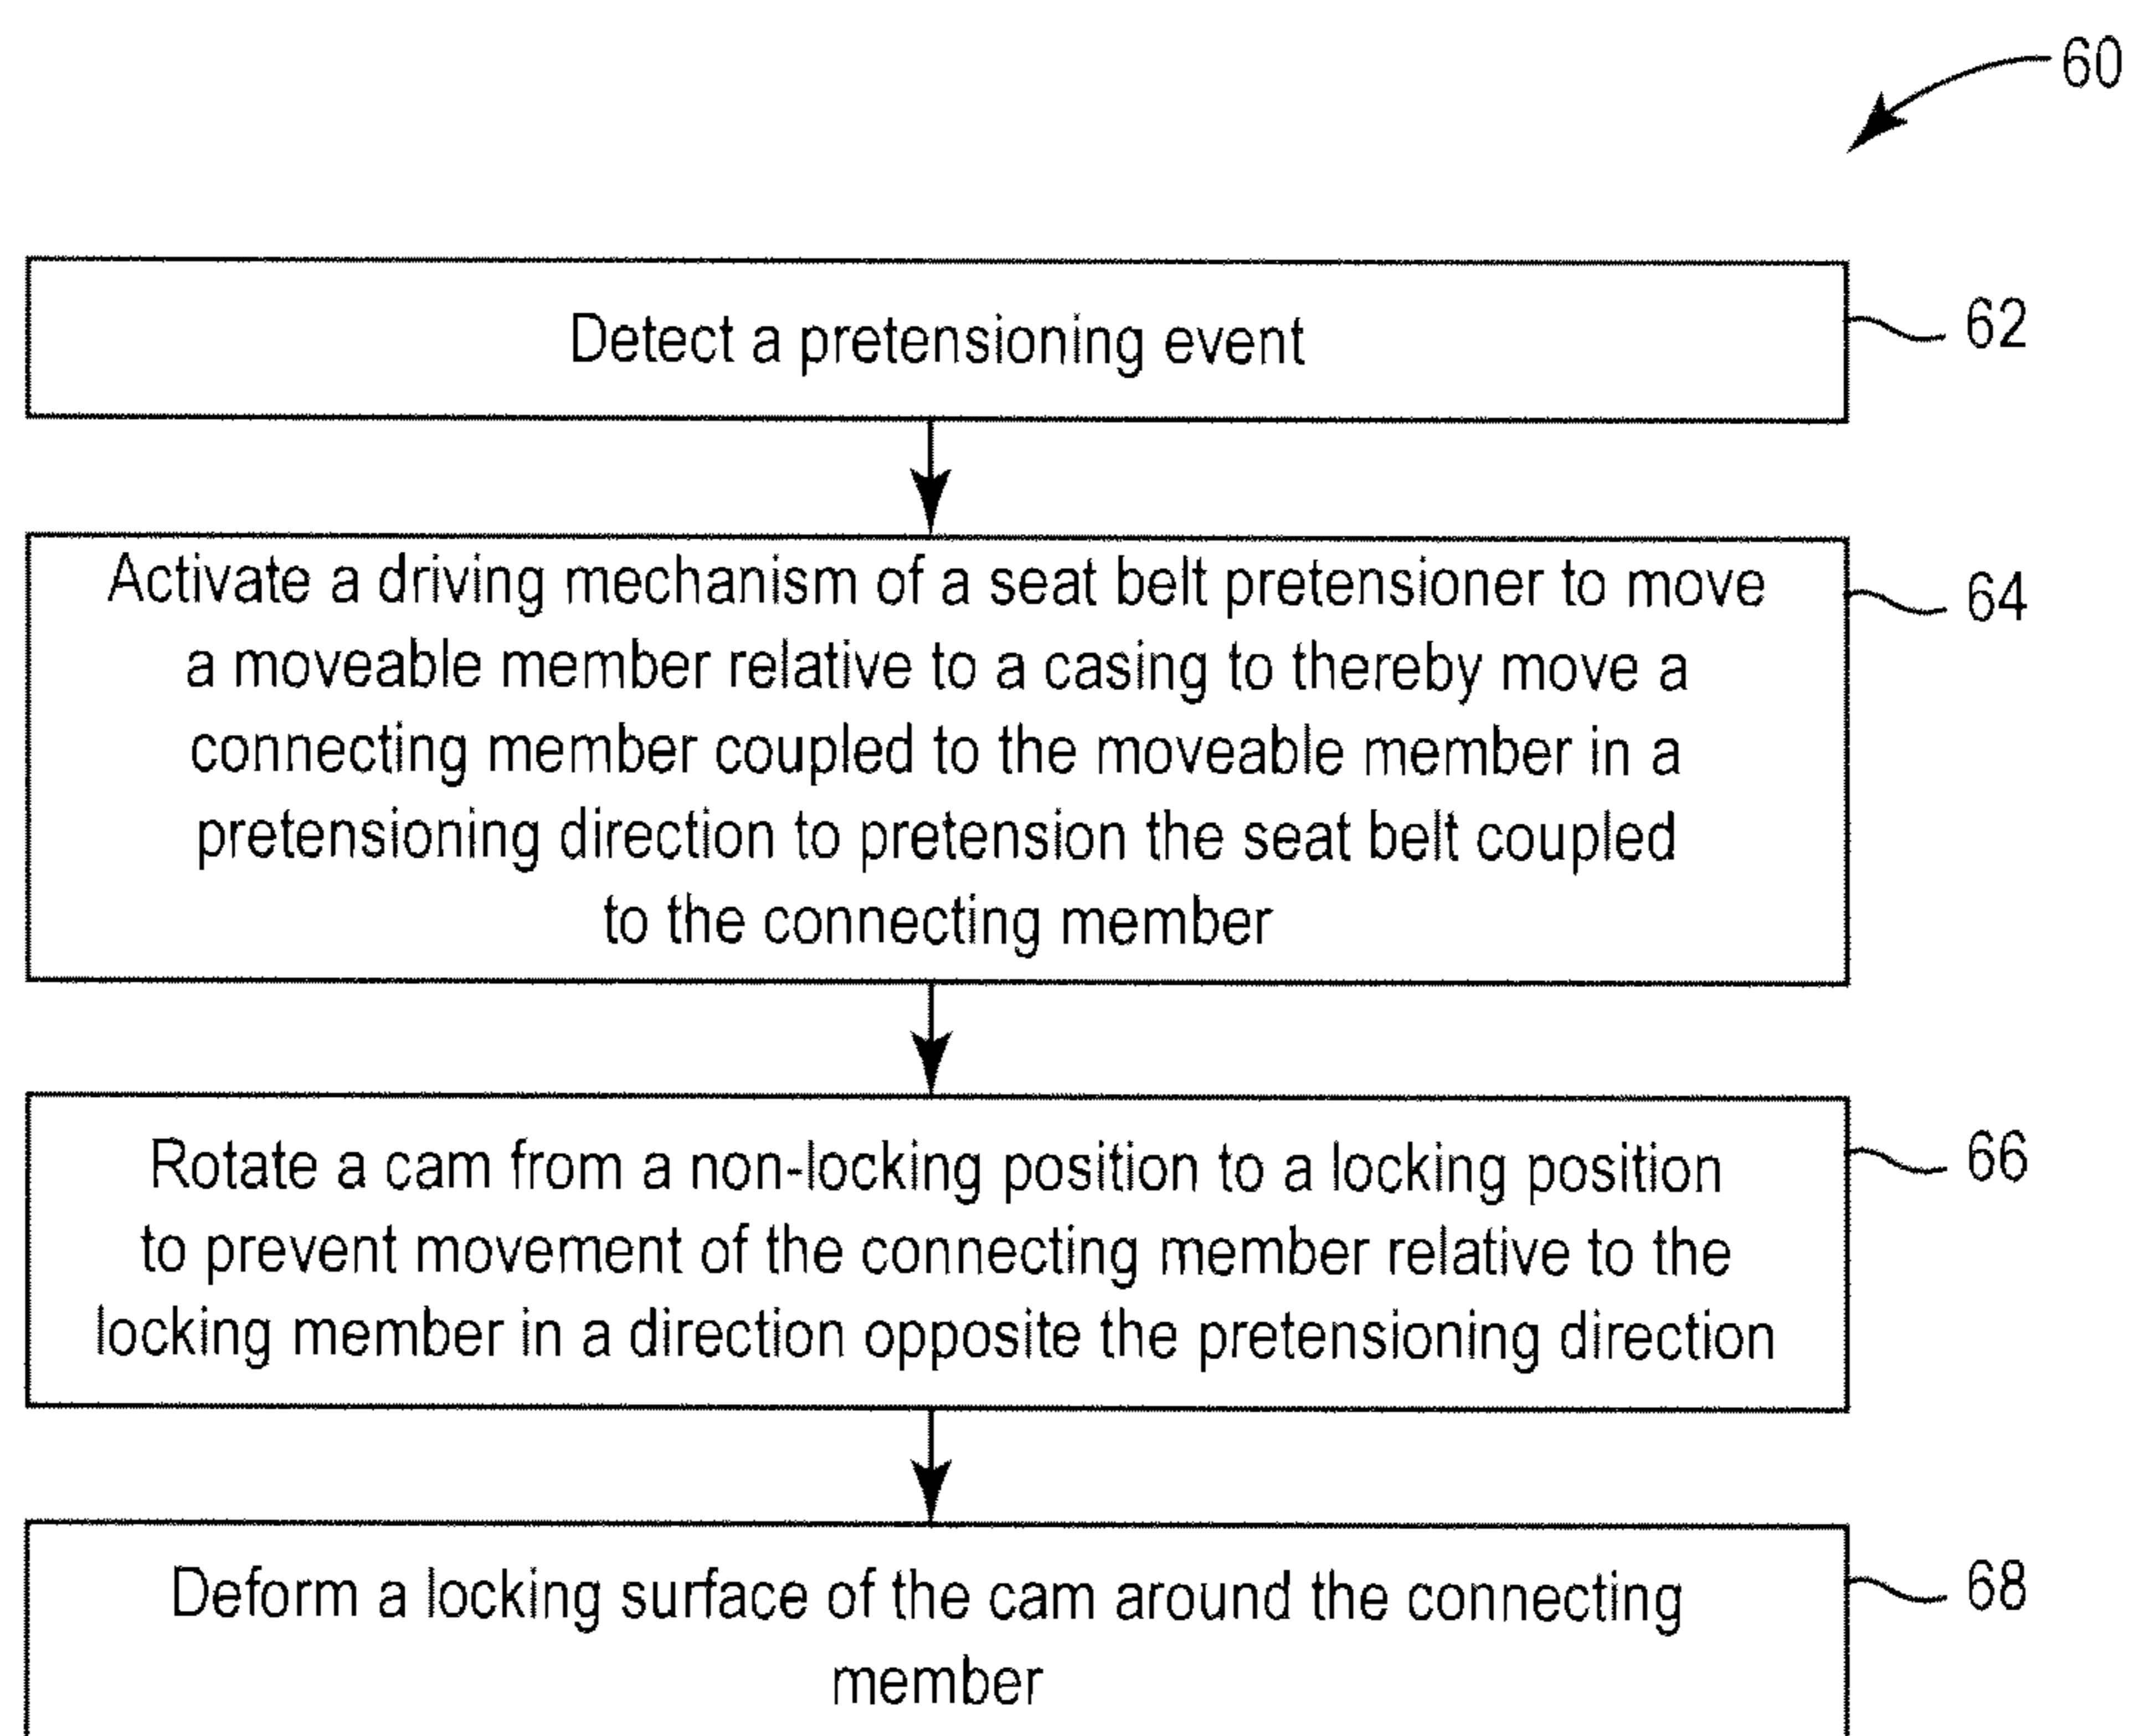 60
Detect a pretensioning event
62
Activate a driving mechanism of a seat belt pretensioner to move
a moveable member relative to a casing to thereby move a
connecting member coupled to the moveable member in a
pretensioning direction to pretension the seat belt coupled
to the connecting member
64
Rotate a cam from a non-locking position to a locking position
to prevent movement of the connecting member relative to the
locking member in a direction opposite the pretensioning direction
66
Deform a locking surface of the cam around the connecting
member
68